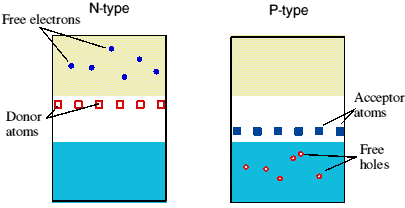 N-type
P-type
Free electrons
Donor
atoms
Acceptor
atoms
Free
holes